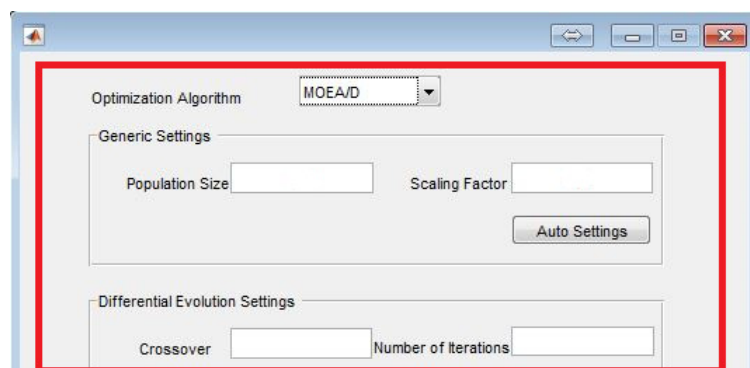 Optimization Algorithm MOEA/D
Generic Settings
Population Size Scaling Factor
Auto Settings
Differential Evolution Settings
Crossover Number of Iterations